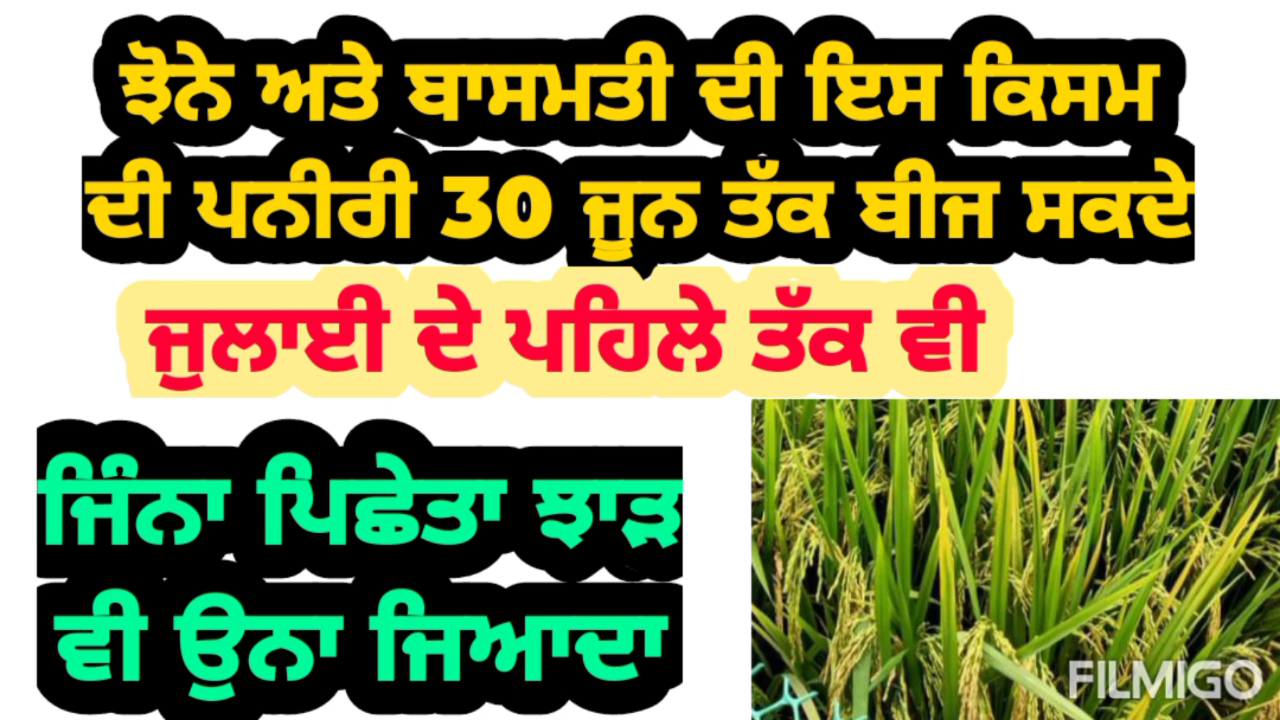 ਝੋਨੇ ਅਤੇ ਬਾਸਮਤੀ ਦੀ ਇਸ ਕਿਸਮ
ਦੀ ਪਨੀਰੀ 30 ਜੂਨ ਤੱਕ ਬੀਜ ਸਕਦੇ
ਜੁਲਾਈ ਦੇ ਪਹਿਲੇ ਤੱਕ ਵੀ
ਜਿੰਨਾ ਪਿਛੇਤਾ ਝਾੜ
ਵੀ ਉਨਾ ਜਿਆਦਾ
FILMIGO